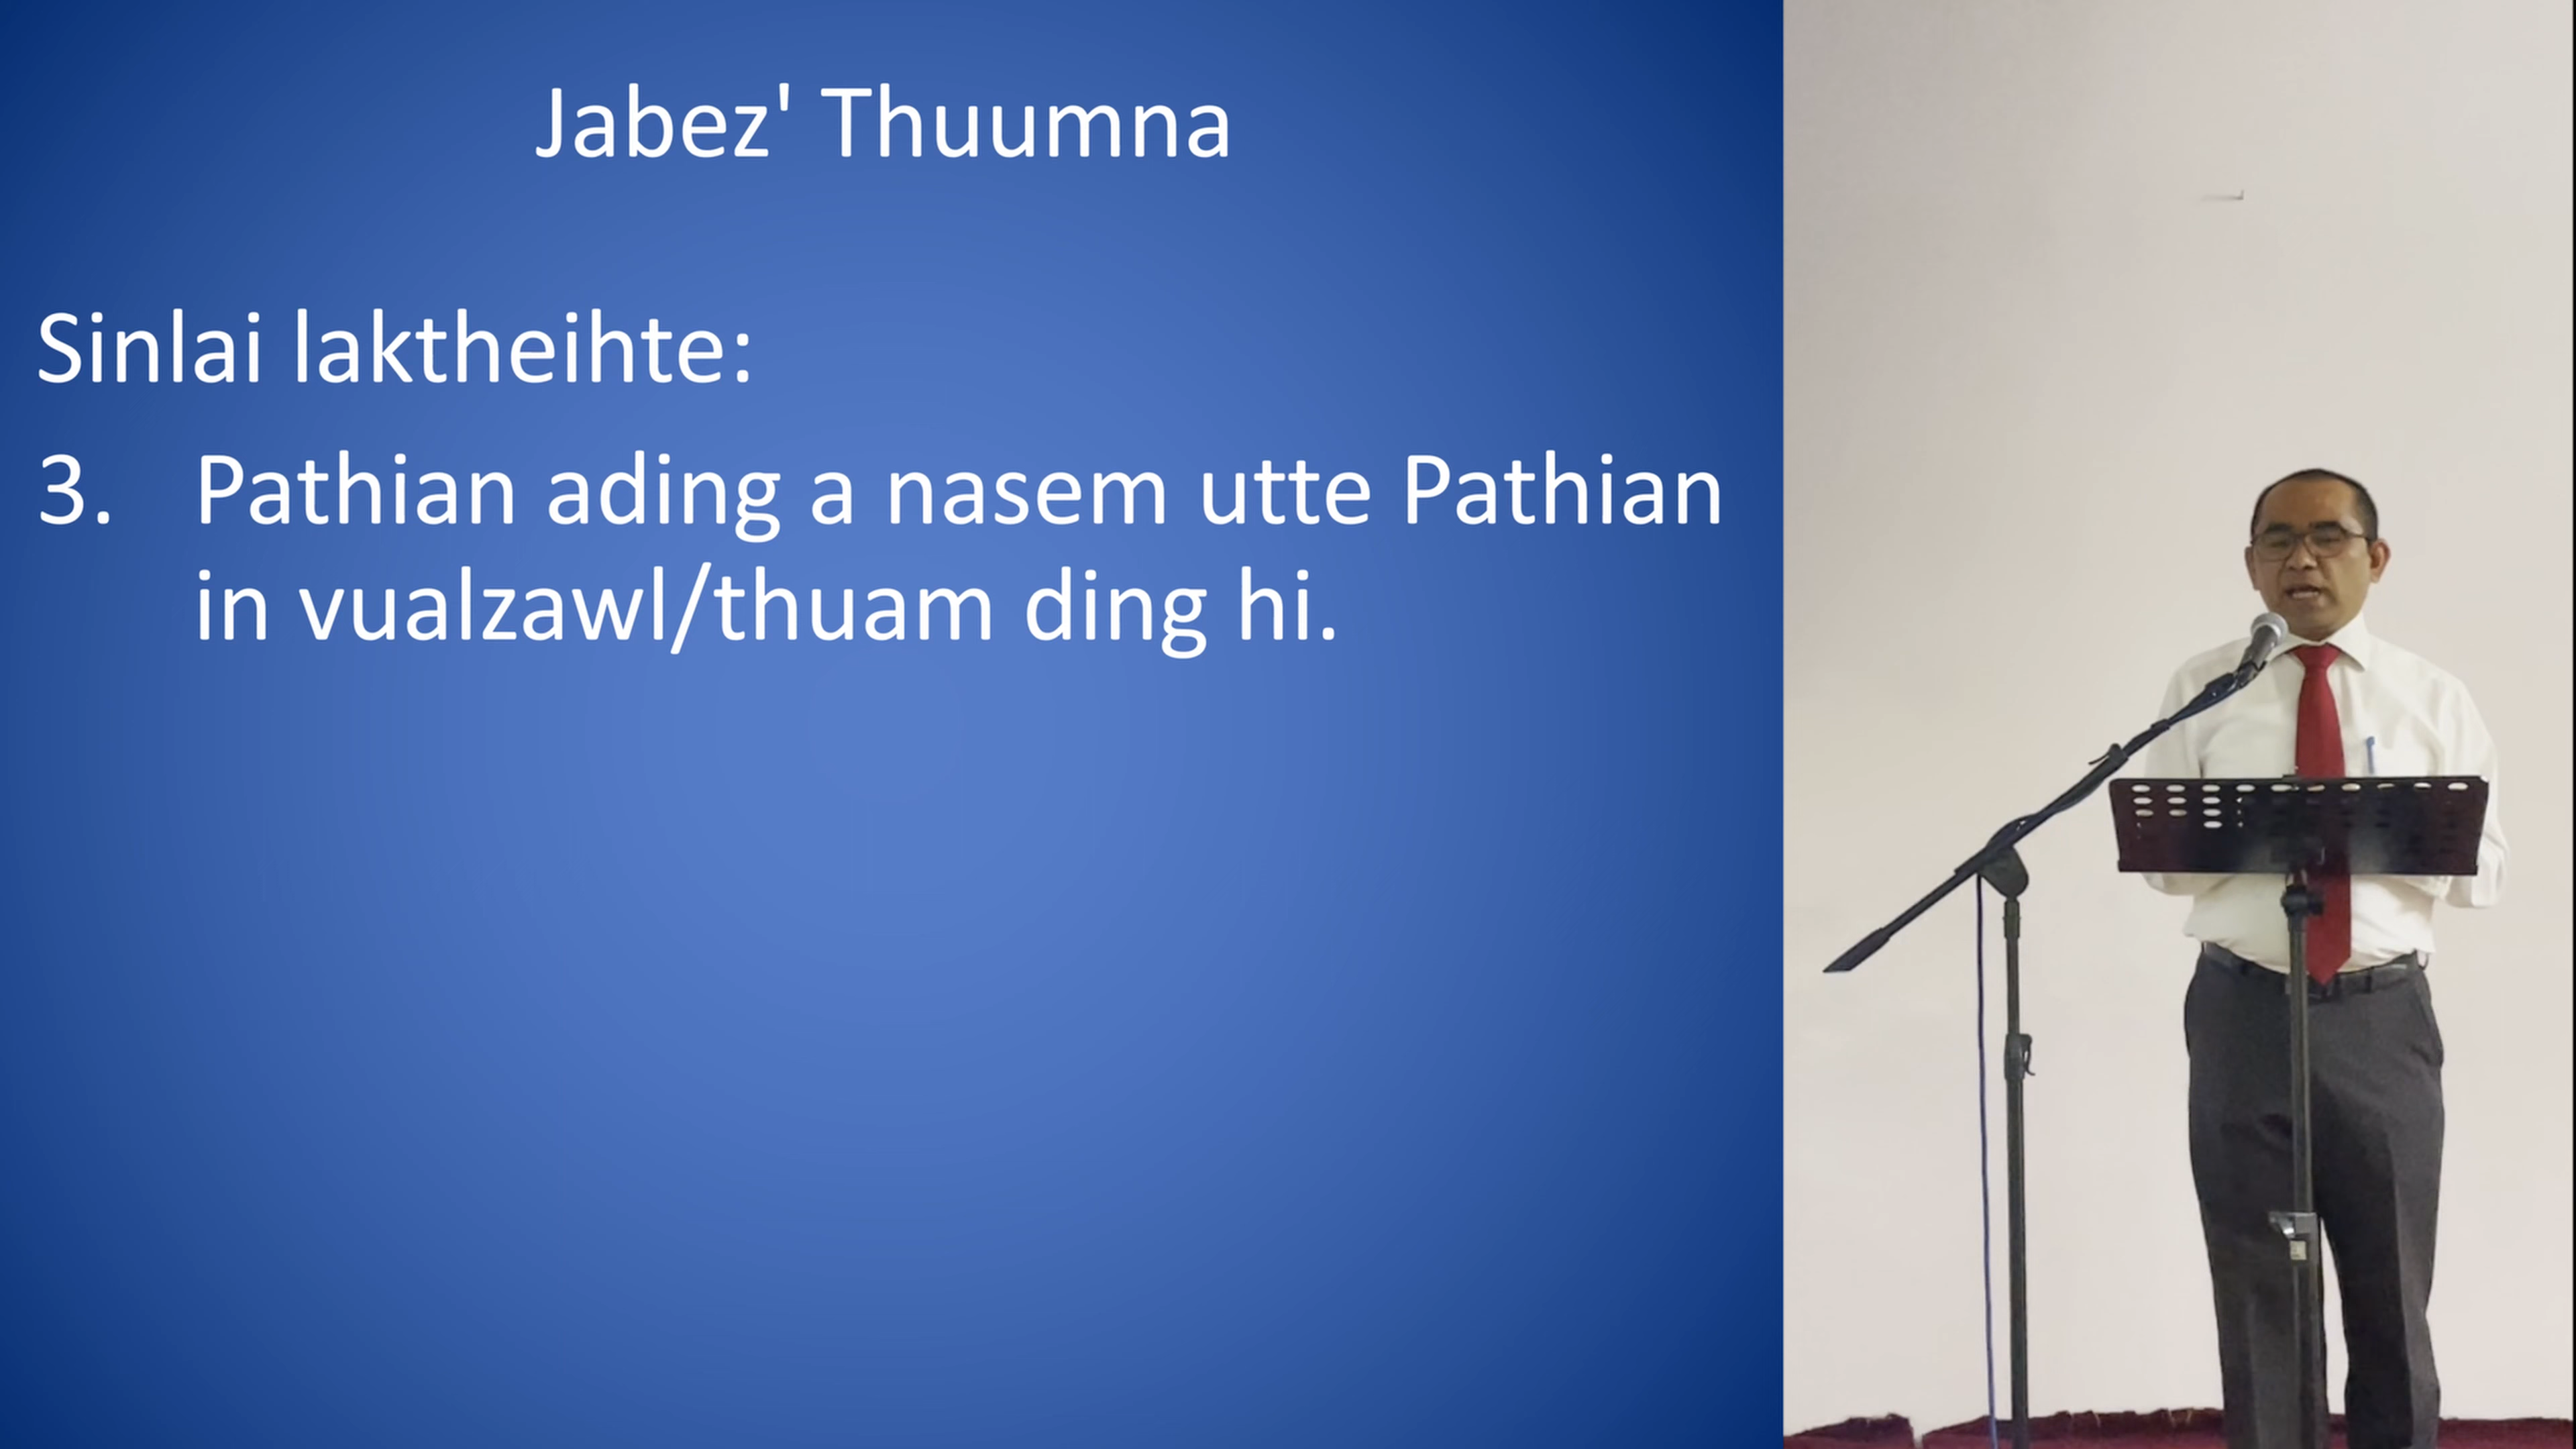 Jabez' Thuumna
Sinlai laktheihte:
3. Pathian ading a nasem utte Pathian
in vualzawl/thuam ding hi.